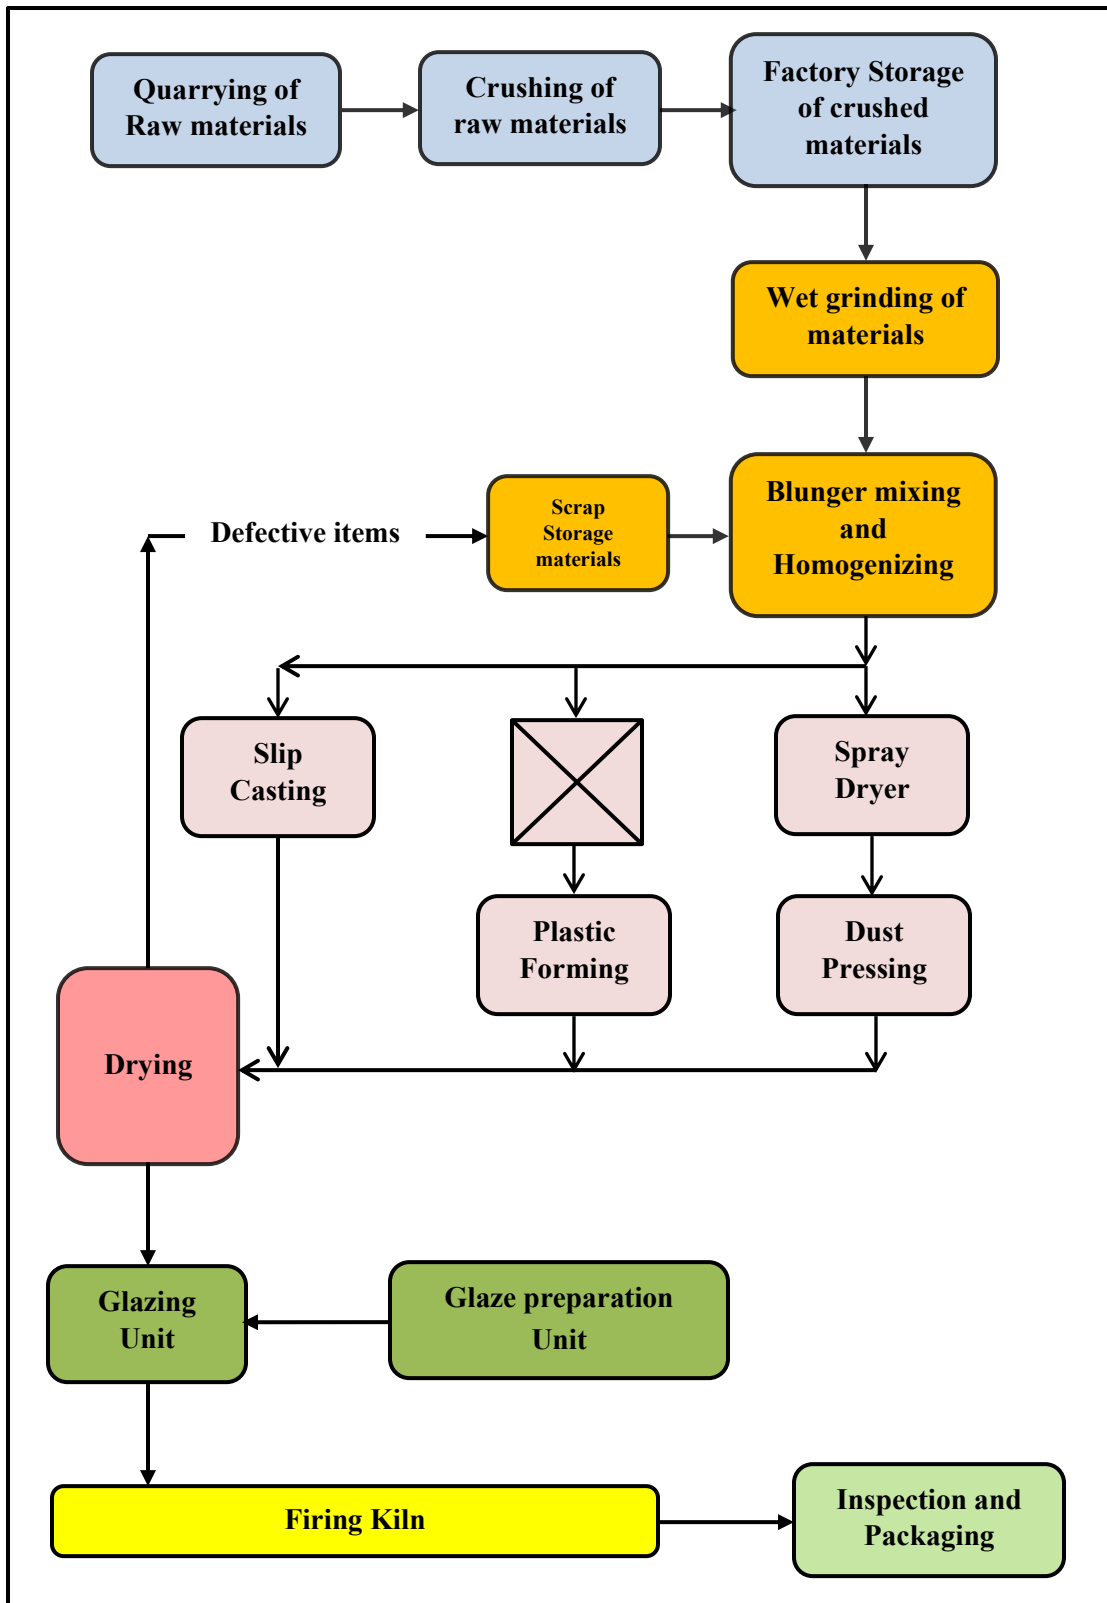 Quarrying of
Raw materials
Crushing of
raw materials
Factory Storage
of crushed
materials
Wet grinding of
materials
Blunger mixing
and
Homogenizing
Defective items
Scrap
Storage
materials
Slip
Casting
Spray
Dryer
Plastic
Forming
Dust
Pressing
Drying
Glazing
Unit
Glaze preparation
Unit
Firing Kiln
Inspection and
Packaging